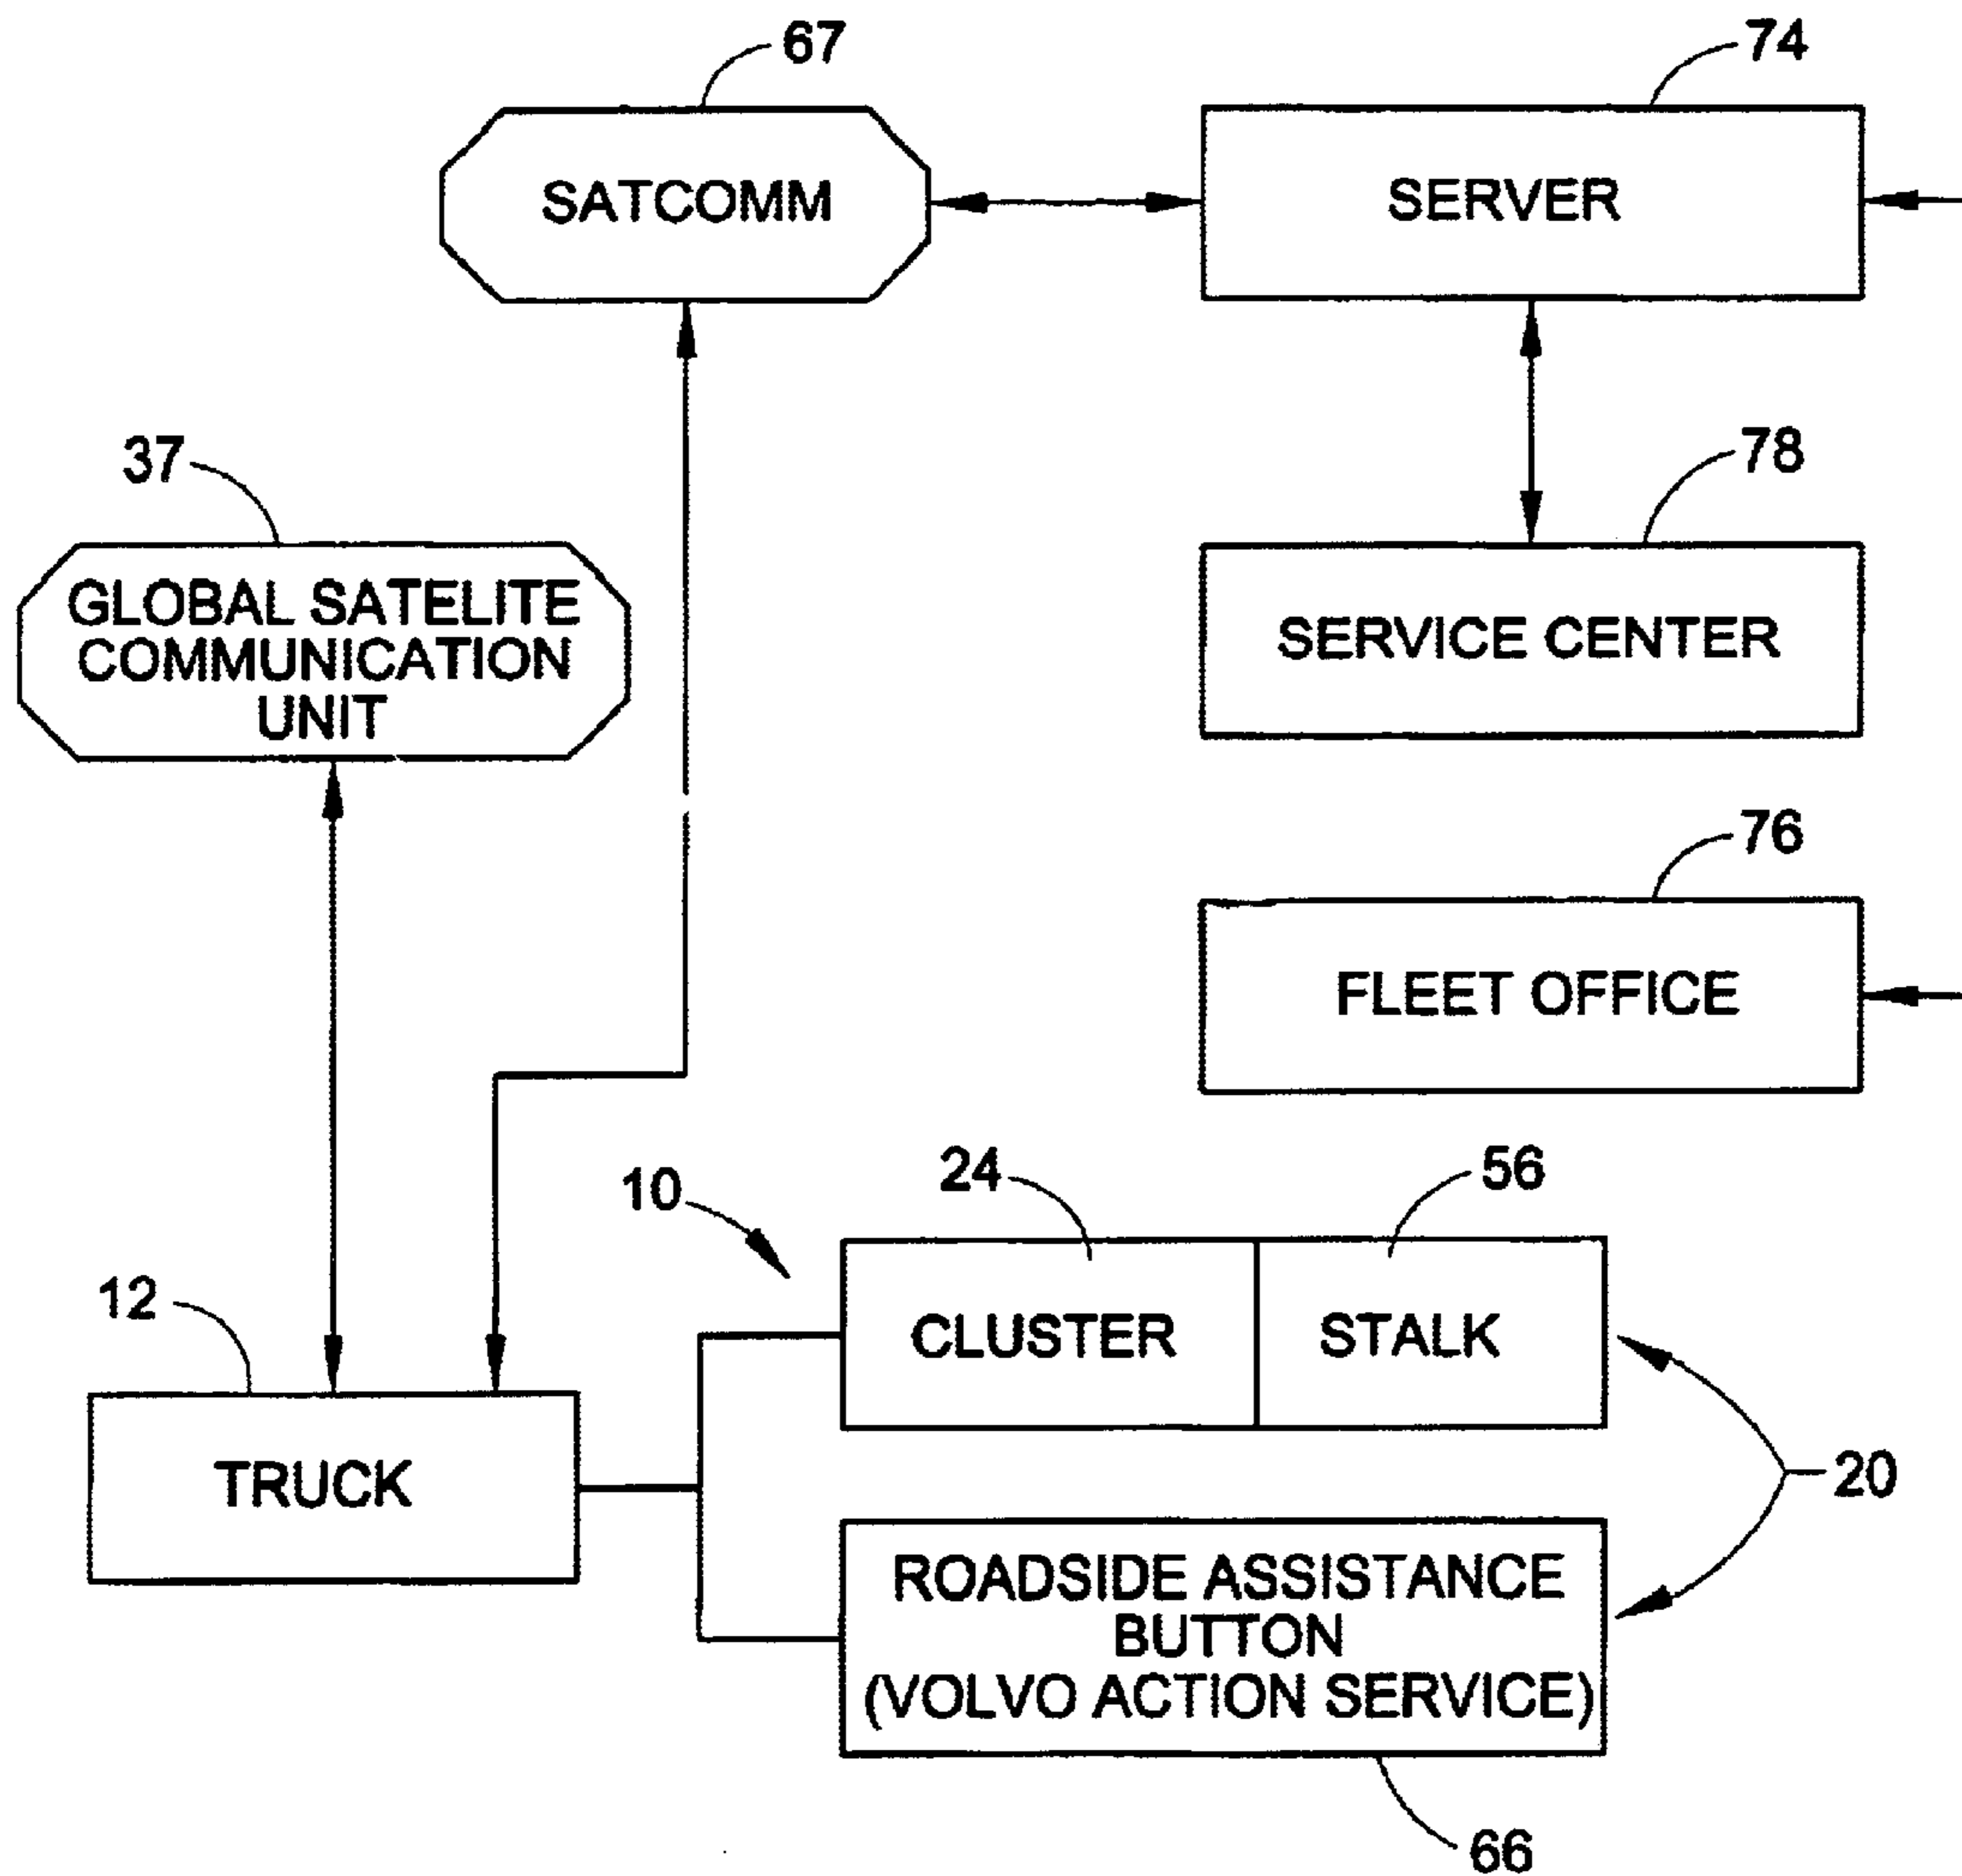 67
74
SATCOMM
SERVER
37
78
GLOBAL SATELITE
COMMUNICATION
UNIT
SERVICE CENTER
76
FLEET OFFICE
10
24
56
12
CLUSTER
STALK
TRUCK
20
ROADSIDE ASSISTANCE
BUTTON
(VOLVO ACTION SERVICE)
66